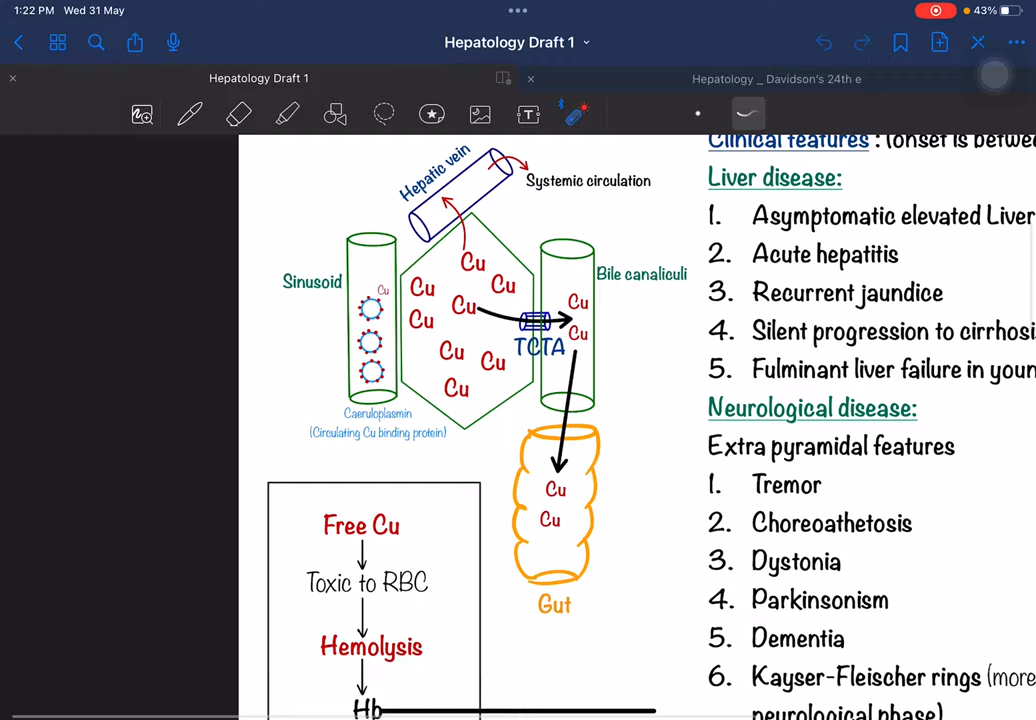 1:22 PM Wed 31 May
43%
Hepatology Draft 1
Hepatology Draft 1
Hepatology _ Davidson's 24th e
T
Hepatic vein
Systemic circulation
Sinusoid
Cu
Cu
Cu
Cu
Cu
Cu
Cu
Cu
Cu
Bile canaliculi
Cu
Cu
TCTA
Caeruloplasmin
(Circulating Cu binding protein)
Cu
Cu
Gut
Free Cu
Toxic to RBC
Hemolysis
Hb
Clinical features : (onset is betwe
Liver disease:
1. Asymptomatic elevated Liver
2. Acute hepatitis
3. Recurrent jaundice
4. Silent progression to cirrhosi
5. Fulminant liver failure in youn
Neurological disease:
Extra pyramidal features
1. Tremor
2. Choreoathetosis
3. Dystonia
4. Parkinsonism
5. Dementia
6. Kayser-Fleischer rings (more
neurological phase)